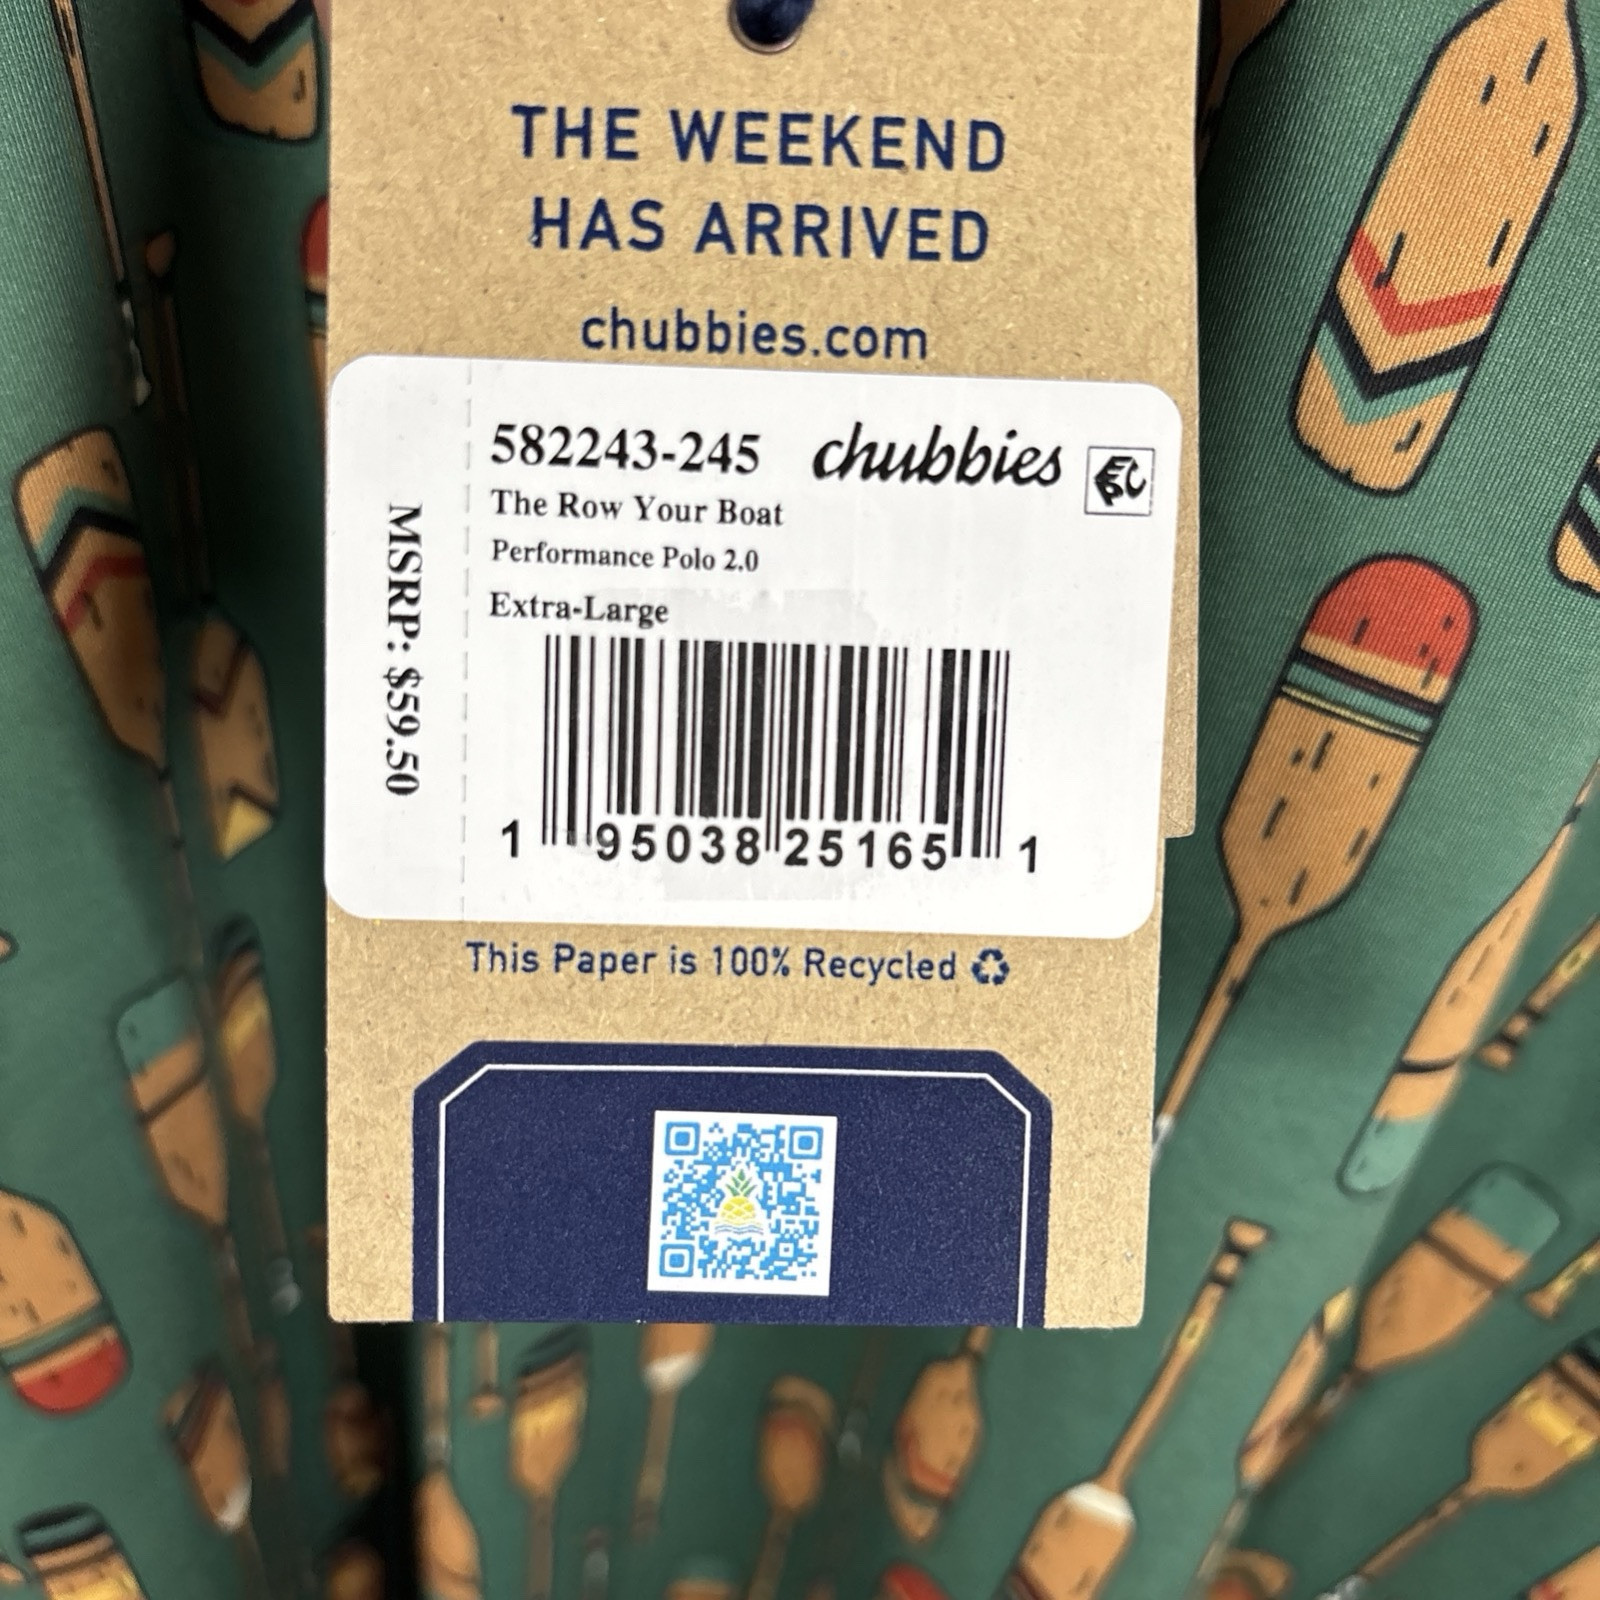 THE WEEKEND
HAS ARRIVED
chubbies.com
582243-245 chubbies
The Row Your Boat
Performance Polo 2.0
Extra-Large
MSRP: $59.50
1 95038 25165 1
This Paper is 100% Recycled